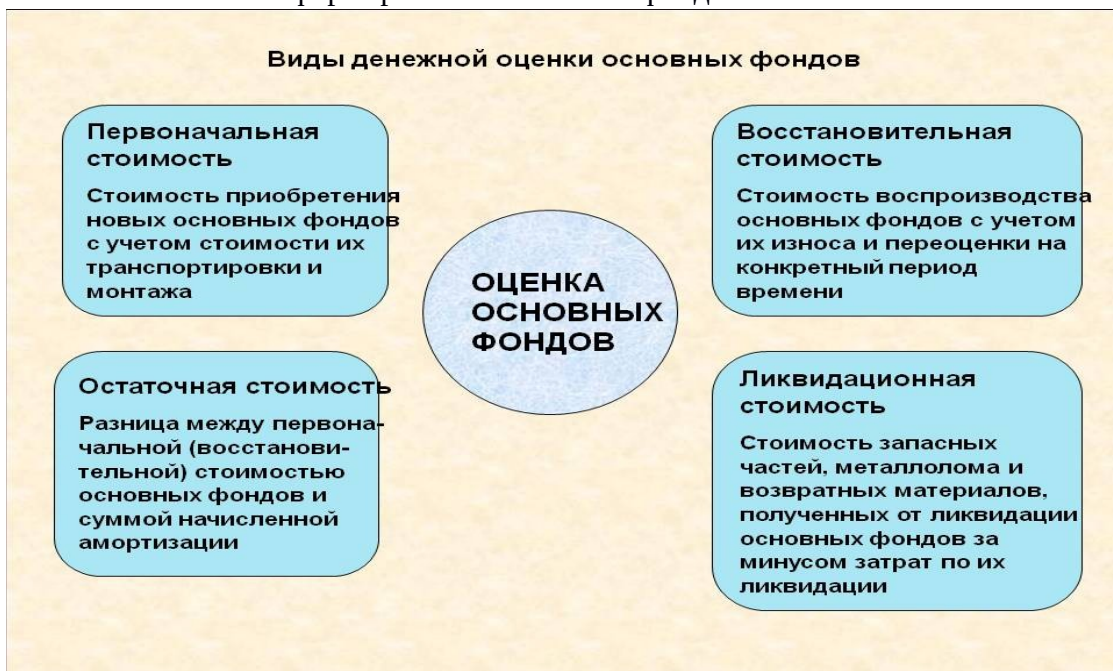 Виды денежной оценки основных фондов
Первоначальная
стоимость
Стоимость приобретения
новых основных фондов
с учетом стоимости их
транспортировки и
монтажа
Восстановительная
стоимость
Стоимость воспроизводства
основных фондов с учетом
их износа и переоценки на
конкретный период
времени
ОЦЕНКА
ОСНОВНЫХ
ФОНДОВ
Остаточная стоимость
Разница между первона-
чальной (восстанови-
тельной) стоимостью
основных фондов и
суммой начисленной
амортизации
Ликвидационная
стоимость
Стоимость запасных
частей, металлолома и
возвратных материалов,
полученных от ликвидации
основных фондов за
минусом затрат по их
ликвидации